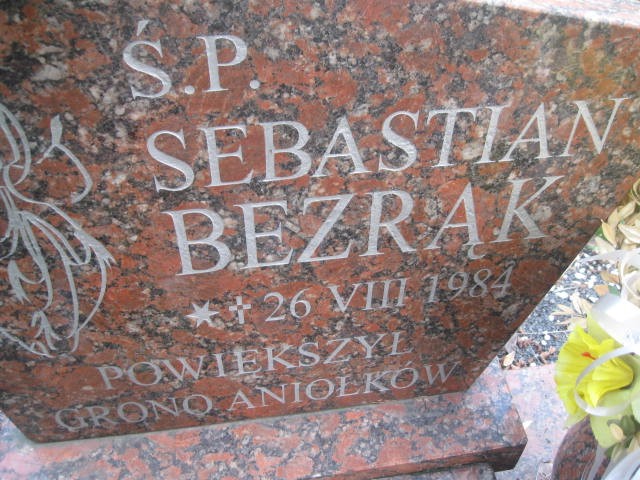 Ś.P.
SEBASTIAN
BEZRĄK
* † 26 VIII 1984
POWIĘKSZYŁ
GRONO ANIOŁKÓW